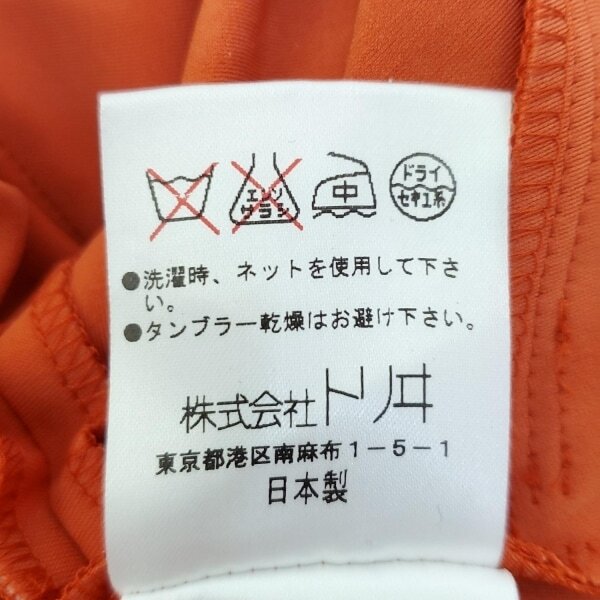 エンソ
サラシ
中
ドライ
セキユ系
●洗濯時、ネットを使用して下さ
い。
●タンブラー乾燥はお避け下さい。
株式会社トリヰ
東京都港区南麻布1-5-1
日本製